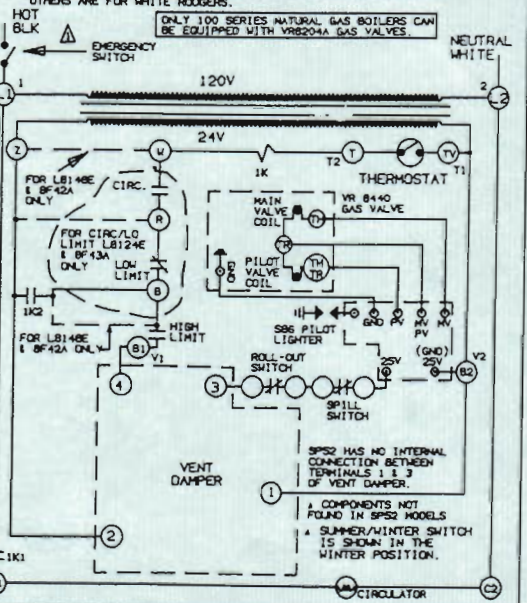 OTHERS ARE FOR WHITE RODGERS.
ONLY 100 SERIES NATURAL GAS BOILERS CAN
BE EQUIPPED WITH VR8204A GAS VALVES.
HOT
BLK
EMERGENCY
SWITCH
NEUTRAL
WHITE
120V
L1
1
2
L2
24V
Z
W
1K
T2
T
TV
T1
THERMOSTAT
FOR L8148E
& 8F42A
ONLY
CIRC.
R
FOR CIRC/LO
LIMIT L8124E
& 8F43A
ONLY
LOW
LIMIT
B
MAIN
VALVE
COIL
TH
VR 8440
GAS VALVE
TR
PILOT
VALVE
COIL
TH
TR
GND
1K2
FOR L8148E
& 8F42A ONLY
HIGH
LIMIT
B1
V1
S86 PILOT
LIGHTER
GND
PV
MV
PV
MV
ROLL-OUT
SWITCH
25V
(GND)
25V
V2
B2
4
3
SPILL
SWITCH
VENT
DAMPER
1
2
SPS2 HAS NO INTERNAL
CONNECTION BETWEEN
TERMINALS 1 & 3
OF VENT DAMPER.
COMPONENTS NOT
FOUND IN SPS2 MODELS
SUMMER/WINTER SWITCH
IS SHOWN IN THE
WINTER POSITION.
1K1
CIRCULATOR
C2